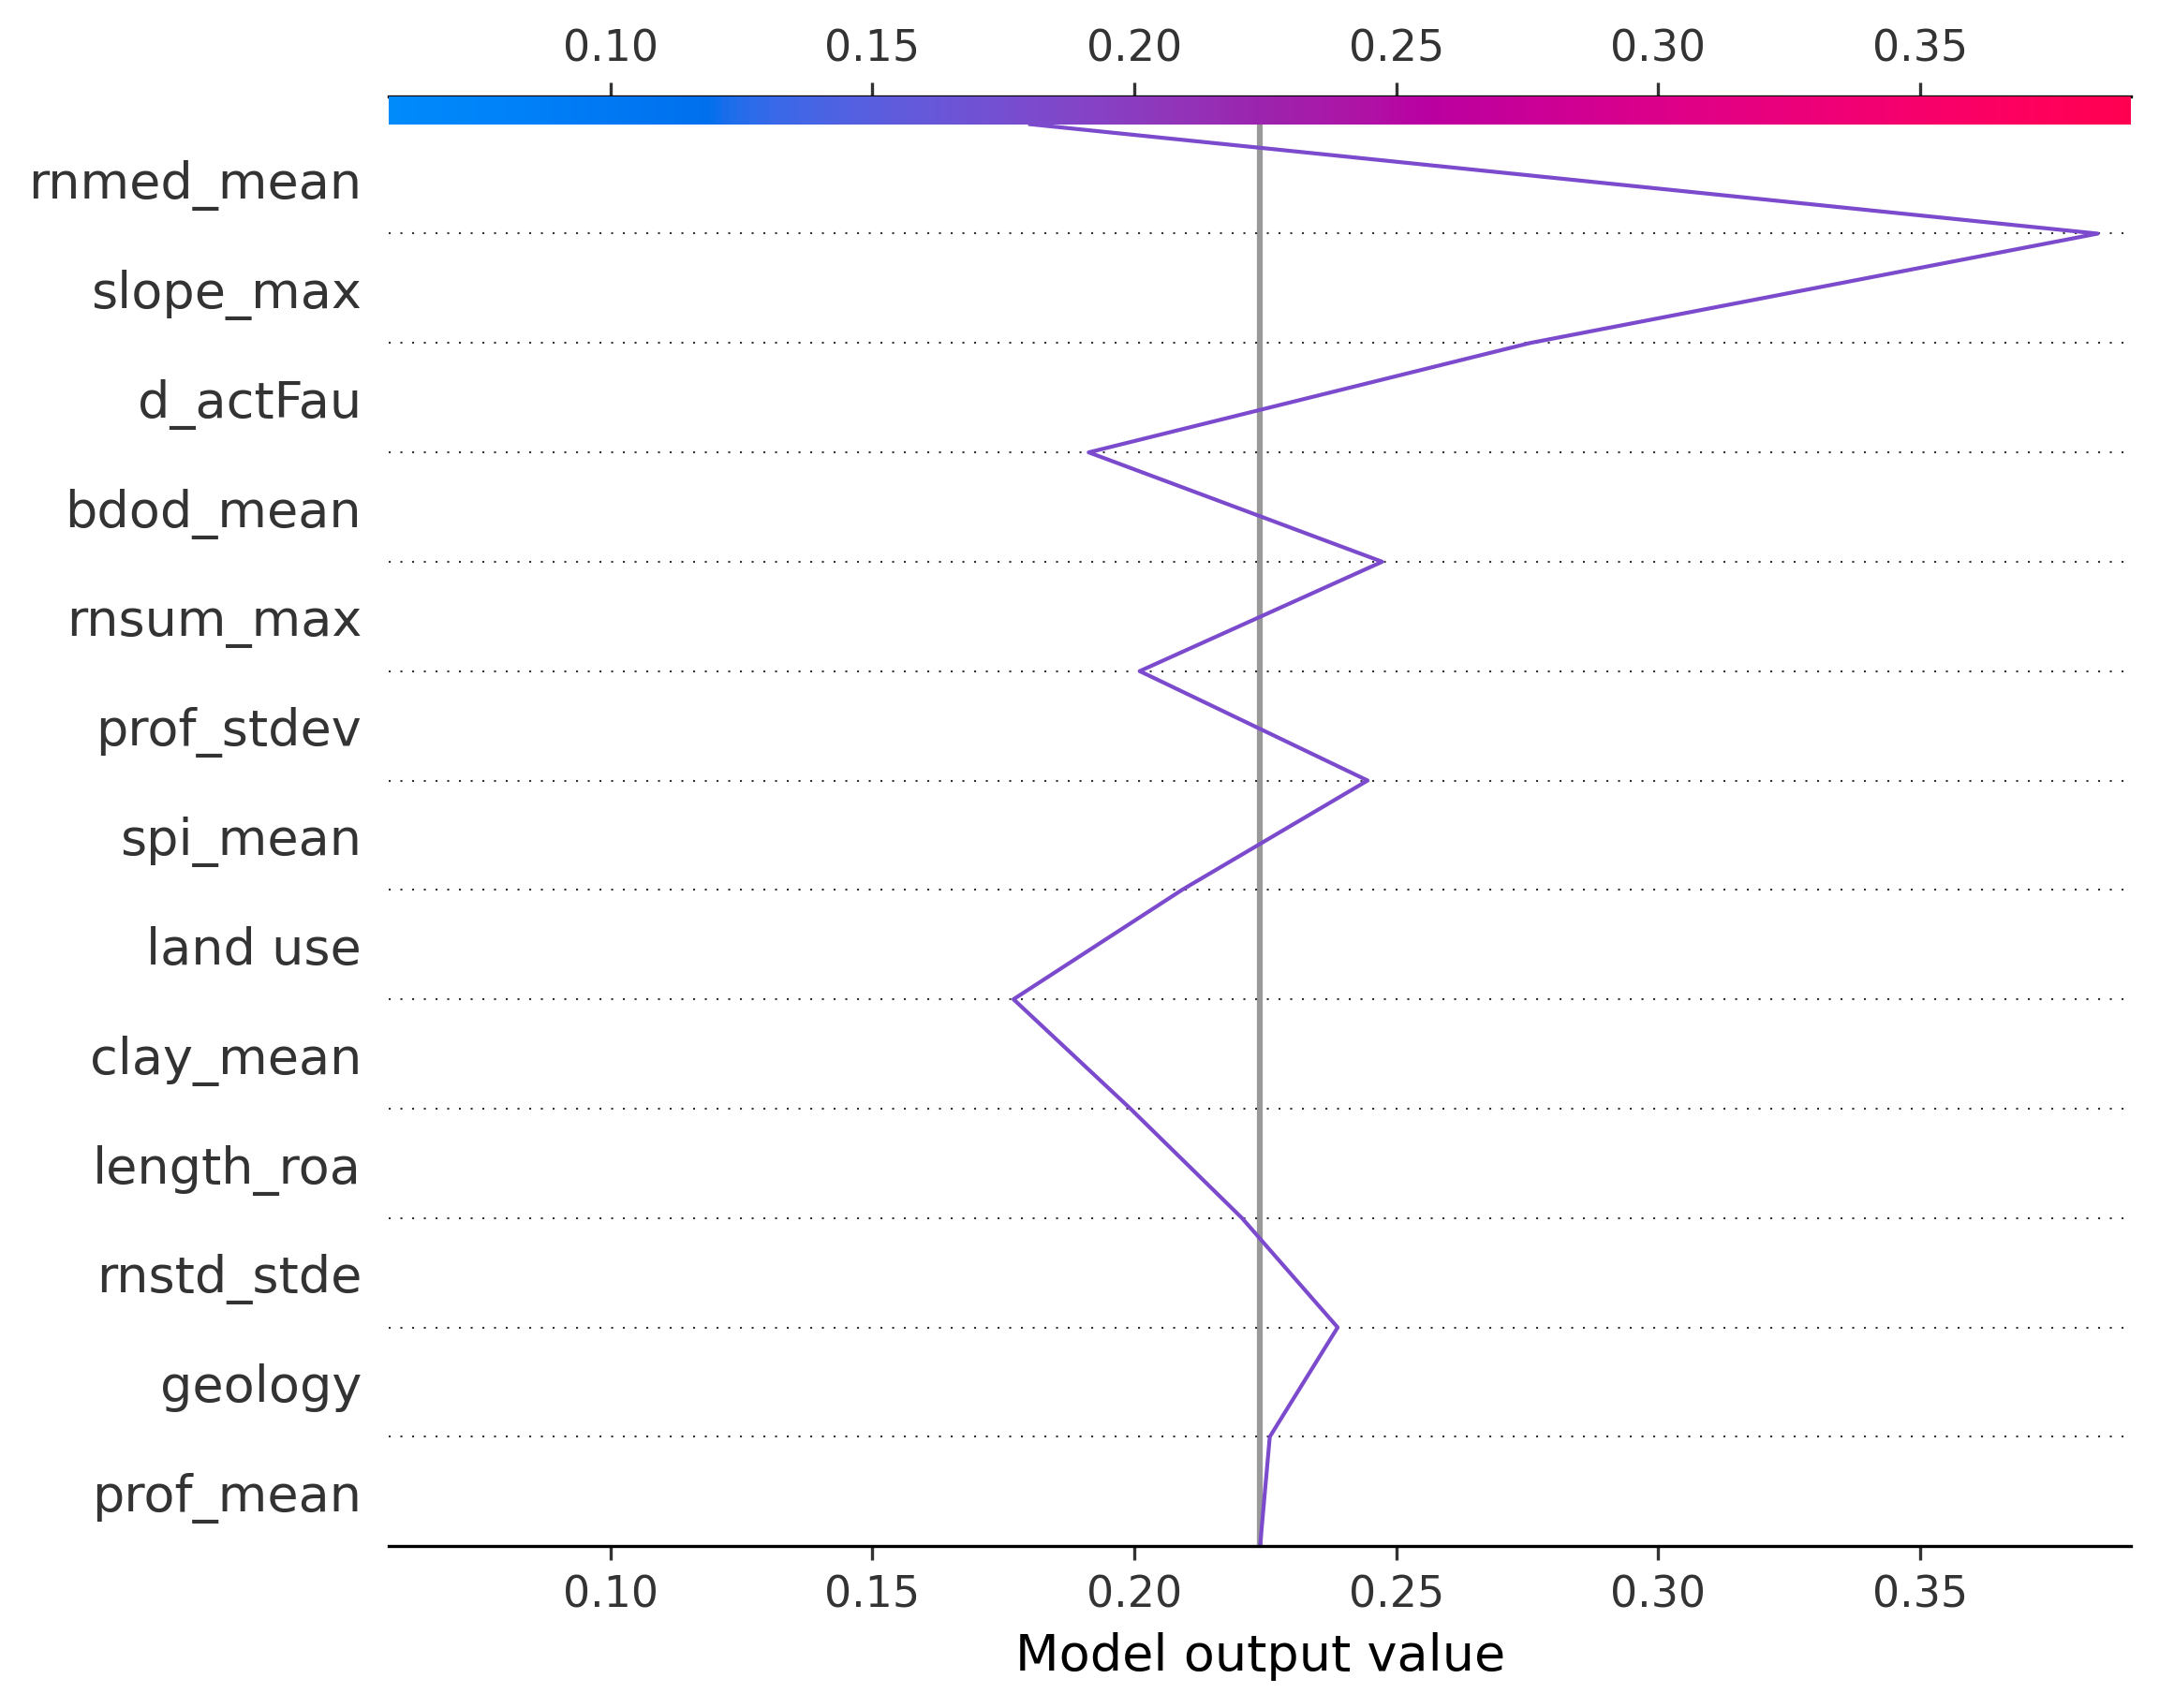 0.10 0.15 0.20 0.25 0.30 0.35
rnmed_mean
slope_max
d_actFau
bdod_mean
rnsum_max
prof_stdev
spi_mean
land use
clay_mean
length_roa
rnstd_stde
geology
prof_mean
0.10 0.15 0.20 0.25 0.30 0.35
Model output value